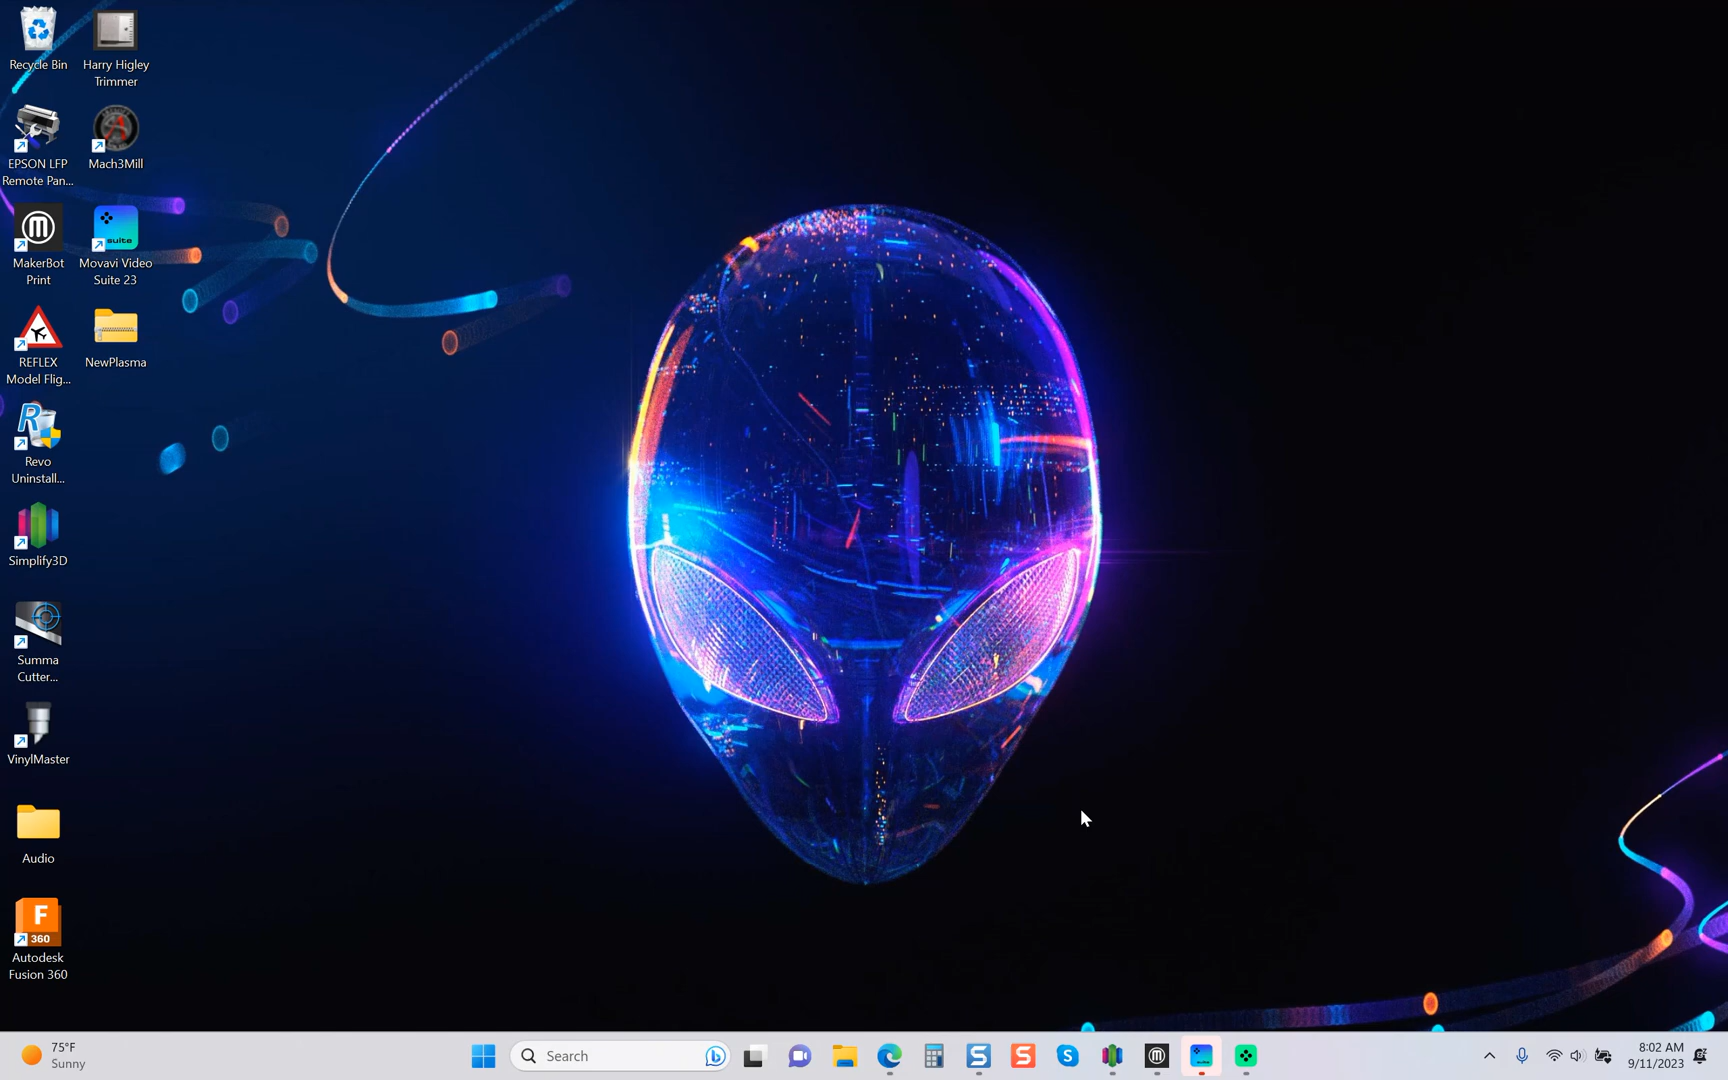 Recycle Bin
Harry Higley
Trimmer
EPSON LFP
Remote Pan...
Mach3Mill
MakerBot
Print
suite
Movavi Video
Suite 23
REFLEX
Model Flig...
NewPlasma
Revo
Uninstall...
Simplify3D
Summa
Cutter...
VinylMaster
Audio
F
360
Autodesk
Fusion 360
75°F
Sunny
Search
8:02 AM
9/11/2023